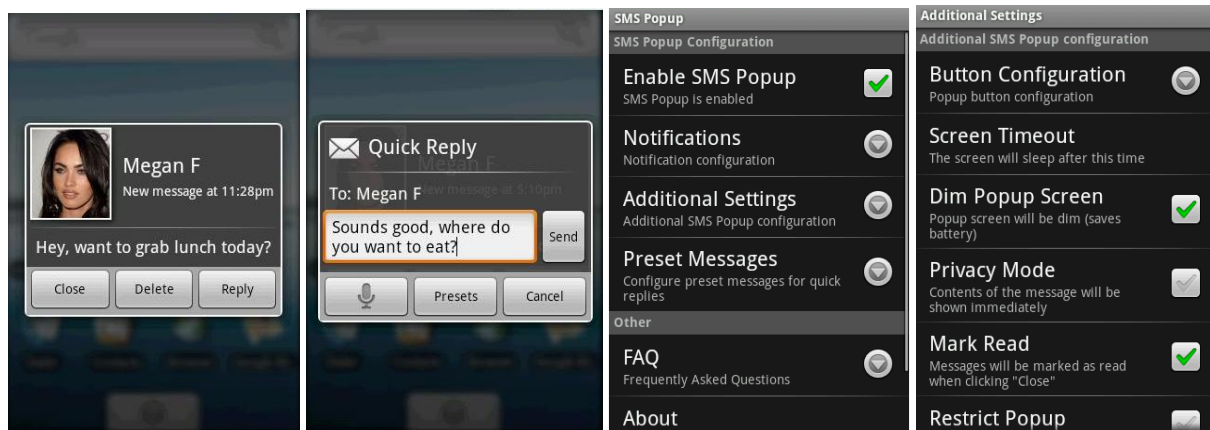 Megan F
New message at 11:28pm
Hey, want to grab lunch today?
Close
Delete
Reply
Quick Reply
Megan F
New message at 5:10pm
To: Megan F
Sounds good, where do
you want to eat?
Send
Presets
Cancel
SMS Popup
SMS Popup Configuration
Enable SMS Popup
SMS Popup is enabled
Notifications
Notification configuration
Additional Settings
Additional SMS Popup configuration
Preset Messages
Configure preset messages for quick
replies
Other
FAQ
Frequently Asked Questions
About
Additional Settings
Additional SMS Popup configuration
Button Configuration
Popup button configuration
Screen Timeout
The screen will sleep after this time
Dim Popup Screen
Popup screen will be dim (saves
battery)
Privacy Mode
Contents of the message will be
shown immediately
Mark Read
Messages will be marked as read
when clicking "Close"
Restrict Popup